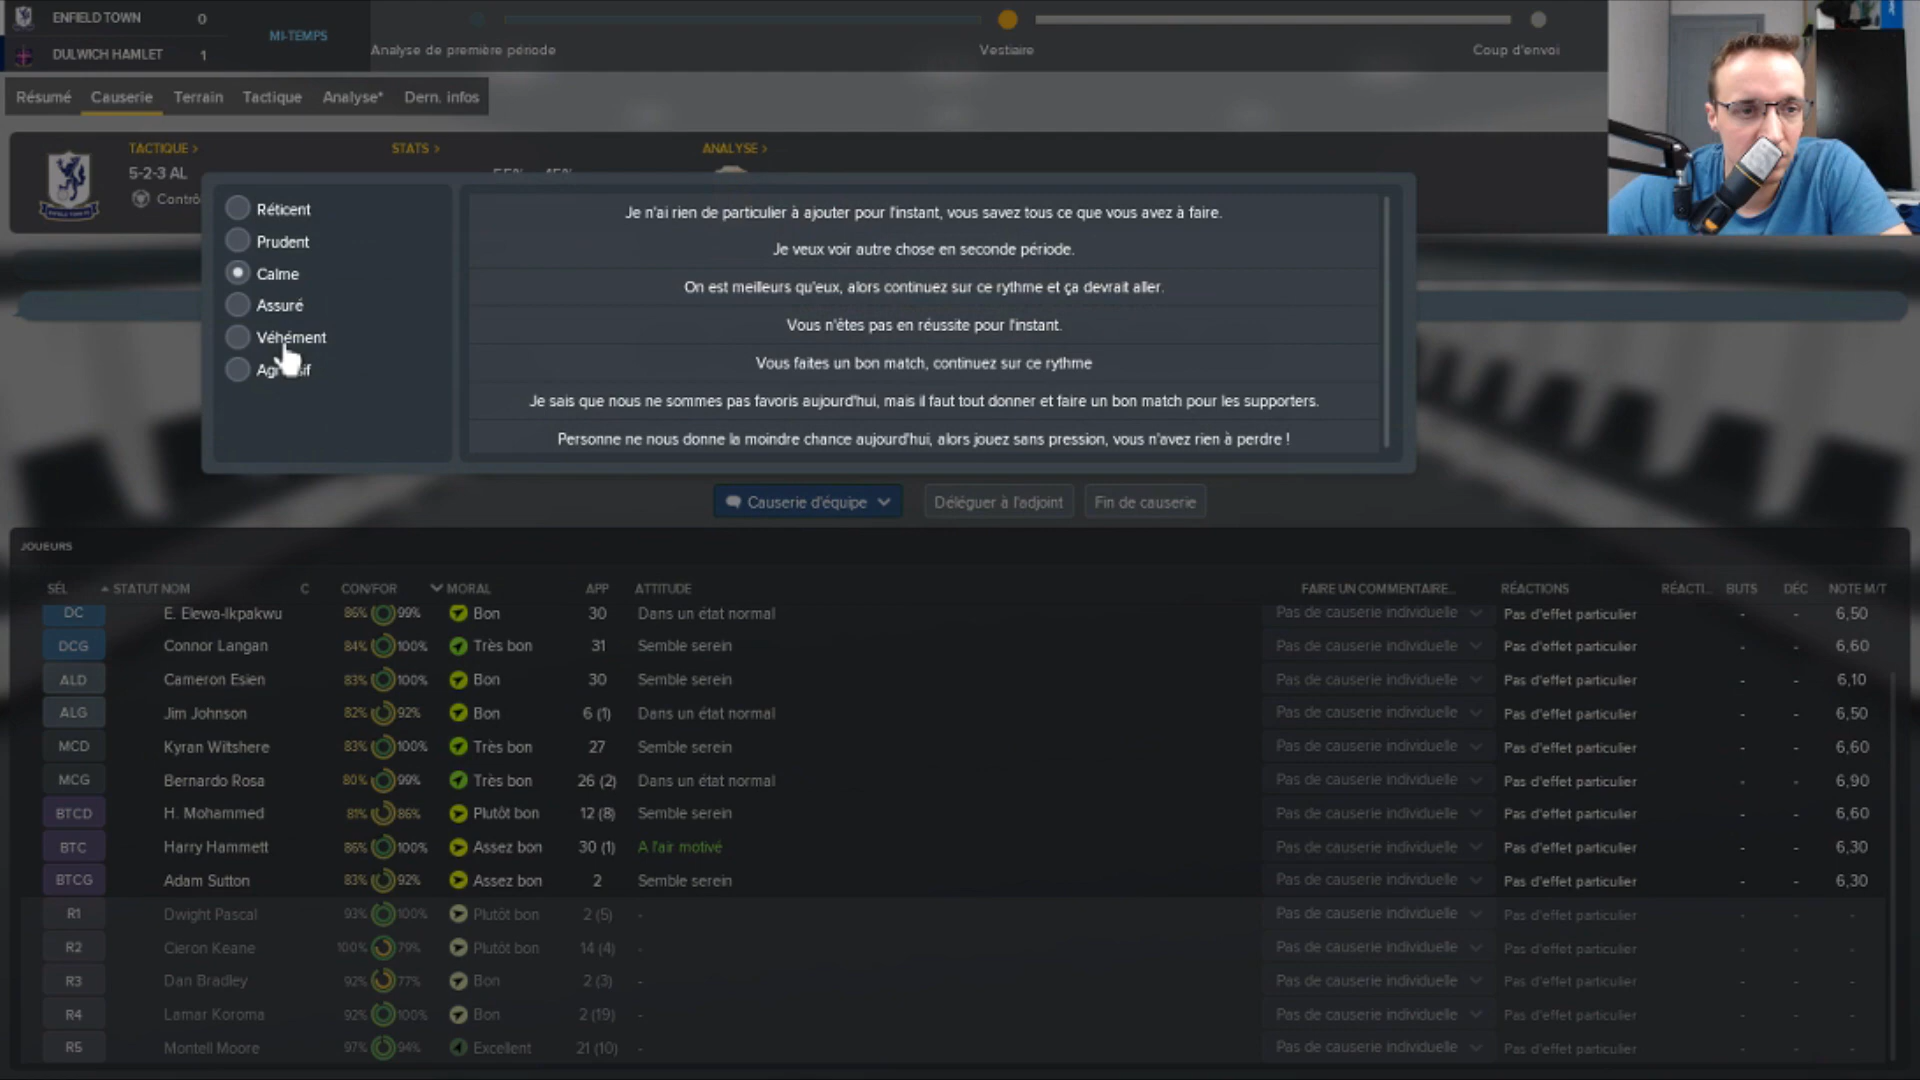 ENFIELD TOWN 0
DULWICH HAMLET 1
MI-TEMPS
Analyse de première période
Vestiaire
Coup d'envoi
Résumé Causerie Terrain Tactique Analyse* Dern. infos
TACTIQUE >
5-2-3 AL
Contrô
STATS >
ANALYSE >
ENFIELD TOWN FC
Réticent
Prudent
Calme
Assuré
Véhément
Je n'ai rien de particulier à ajouter pour l'instant, vous savez tous ce que vous avez à faire.
Je veux voir autre chose en seconde période.
On est meilleurs qu'eux, alors continuez sur ce rythme et ça devrait aller.
Vous n'êtes pas en réussite pour l'instant.
Vous faites un bon match, continuez sur ce rythme
Je sais que nous ne sommes pas favoris aujourd'hui, mais il faut tout donner et faire un bon match pour les supporters.
Personne ne nous donne la moindre chance aujourd'hui, alors jouez sans pression, vous n'avez rien à perdre !
Causerie d'équipe Déléguer à l'adjoint Fin de causerie
JOUEURS
SÉL STATUT NOM C CON/FOR MORAL APP ATTITUDE FAIRE UN COMMENTAIRE... RÉACTIONS RÉACTI... BUTS DÉC NOTE M/T
DC E. Elewa-Ikpakwu 86% 99% Bon 30 Dans un état normal Pas de causerie individuelle Pas d'effet particulier - - 6,50
DCG Connor Langan 84% 100% Très bon 31 Semble serein Pas de causerie individuelle Pas d'effet particulier - - 6,60
ALD Cameron Esien 83% 100% Bon 30 Semble serein Pas de causerie individuelle Pas d'effet particulier - - 6,10
ALG Jim Johnson 82% 92% Bon 6 (1) Dans un état normal Pas de causerie individuelle Pas d'effet particulier - - 6,50
MCD Kyran Wiltshere 83% 100% Très bon 27 Semble serein Pas de causerie individuelle Pas d'effet particulier - - 6,60
MCG Bernardo Rosa 80% 99% Très bon 26 (2) Dans un état normal Pas de causerie individuelle Pas d'effet particulier - - 6,90
BTCD H. Mohammed 81% 86% Plutôt bon 12 (8) Semble serein Pas de causerie individuelle Pas d'effet particulier - - 6,60
BTC Harry Hammett 86% 100% Assez bon 30 (1) A l'air motivé Pas de causerie individuelle Pas d'effet particulier - - 6,30
BTCG Adam Sutton 83% 92% Assez bon 2 Semble serein Pas de causerie individuelle Pas d'effet particulier - - 6,30
R1 Dwight Pascal 93% 100% Plutôt bon 2 (5) - Pas de causerie individuelle Pas d'effet particulier - - -
R2 Cieron Keane 100% 79% Plutôt bon 14 (4) - Pas de causerie individuelle Pas d'effet particulier - - -
R3 Dan Bradley 92% 77% Bon 2 (3) - Pas de causerie individuelle Pas d'effet particulier - - -
R4 Lamar Koroma 92% 100% Bon 2 (19) - Pas de causerie individuelle Pas d'effet particulier - - -
R5 Montell Moore 97% 94% Excellent 21 (10) - Pas de causerie individuelle Pas d'effet particulier - - -